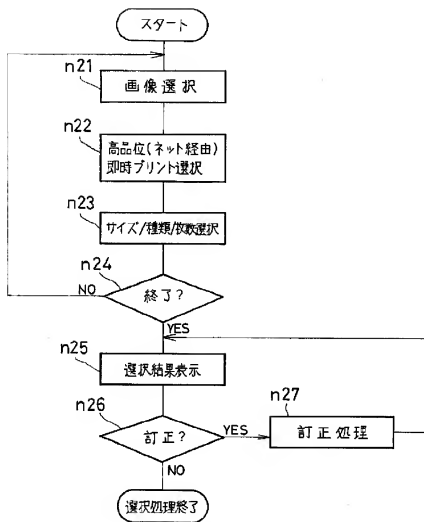 スタート
n21
画像選択
n22
高品位(ネット経由)
即時プリント選択
n23
サイズ/種類/枚数選択
n24
終了?
NO
YES
n25
選択結果表示
n26
訂正?
YES
n27
訂正処理
NO
選択処理終了